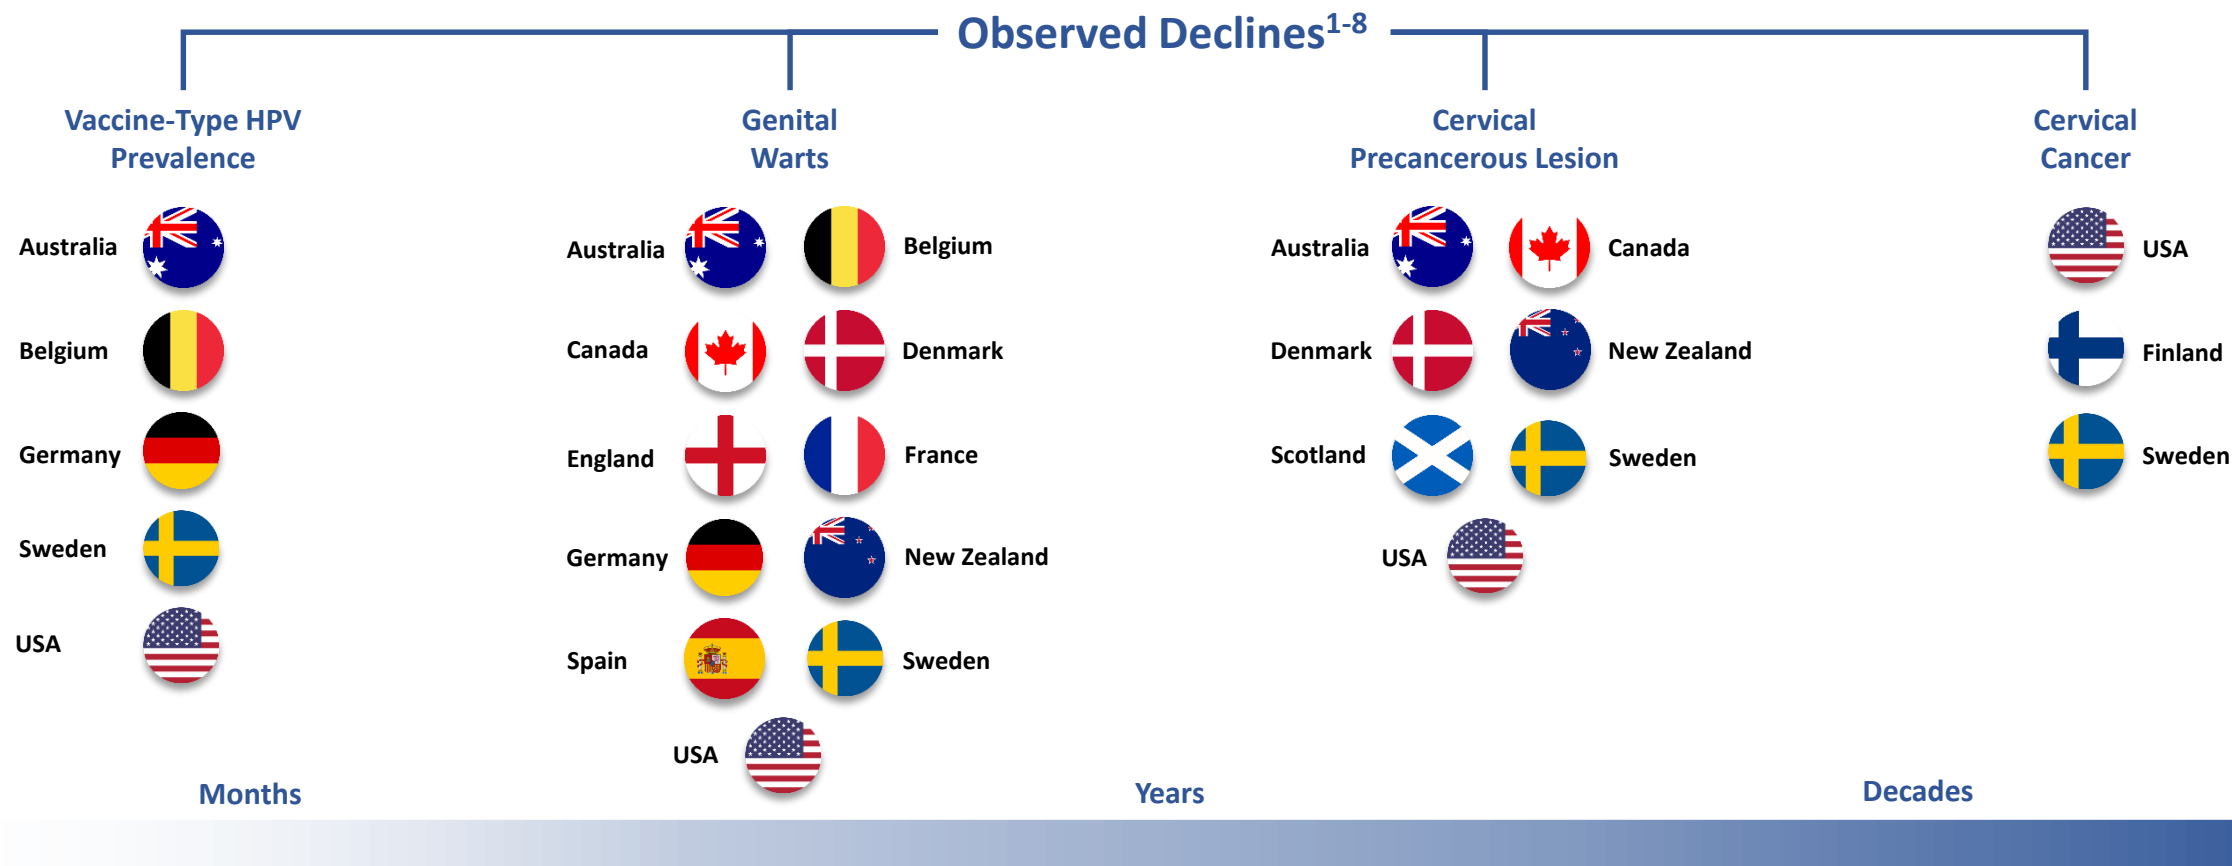 Observed Declines1-8
Vaccine-Type HPV
Prevalence
Australia
Belgium
Germany
Sweden
USA
Genital
Warts
Australia
Belgium
Canada
Denmark
England
France
Germany
New Zealand
Spain
Sweden
USA
Cervical
Precancerous Lesion
Australia
Canada
Denmark
New Zealand
Scotland
Sweden
USA
Cervical
Cancer
USA
Finland
Sweden
Months
Years
Decades